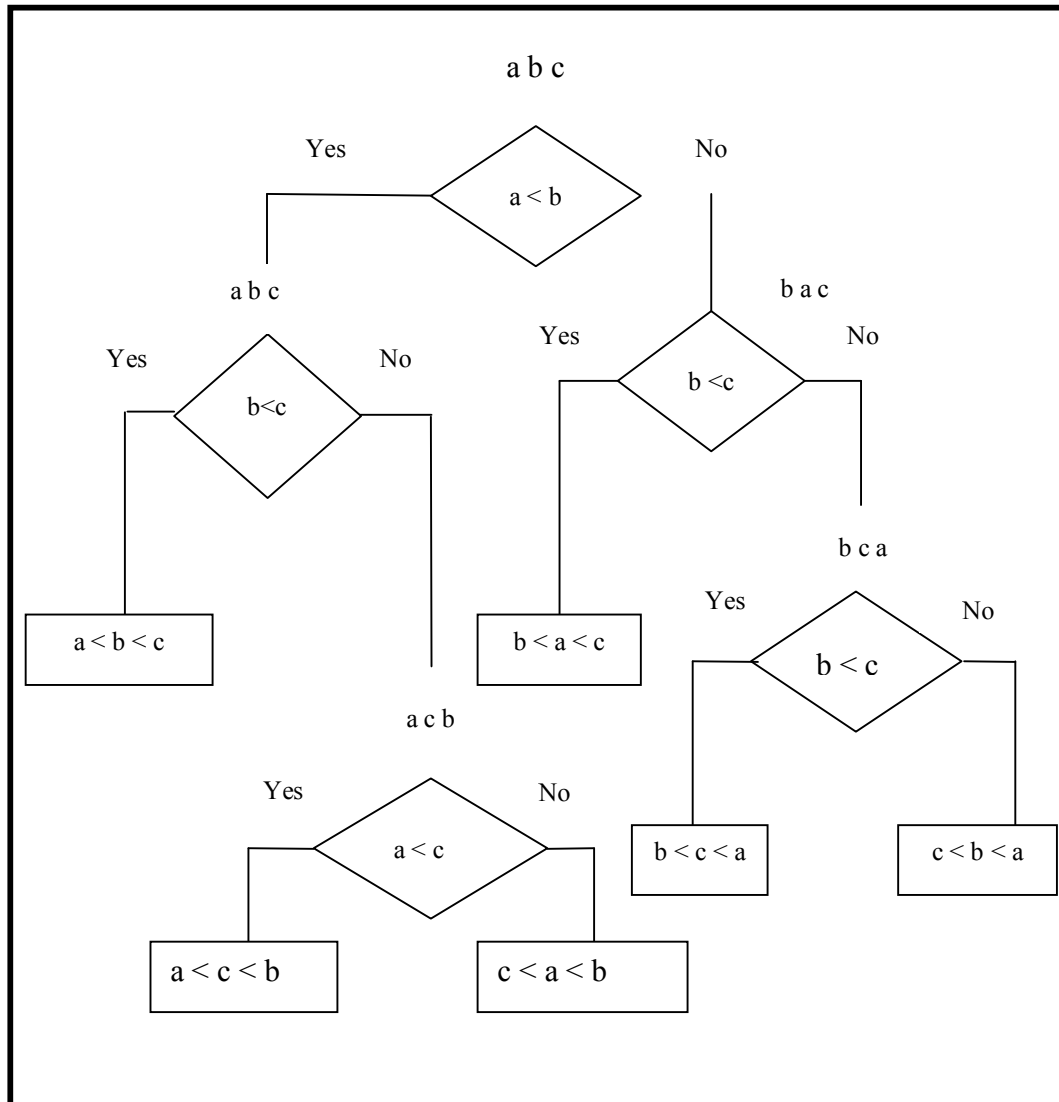 a b c
Yes
No
a < b
a b c
b a c
Yes
No
Yes
No
b<c
b <c
b c a
Yes
No
a < b < c
b < a < c
b < c
a c b
Yes
No
a < c
b < c < a
c < b < a
a < c < b
c < a < b